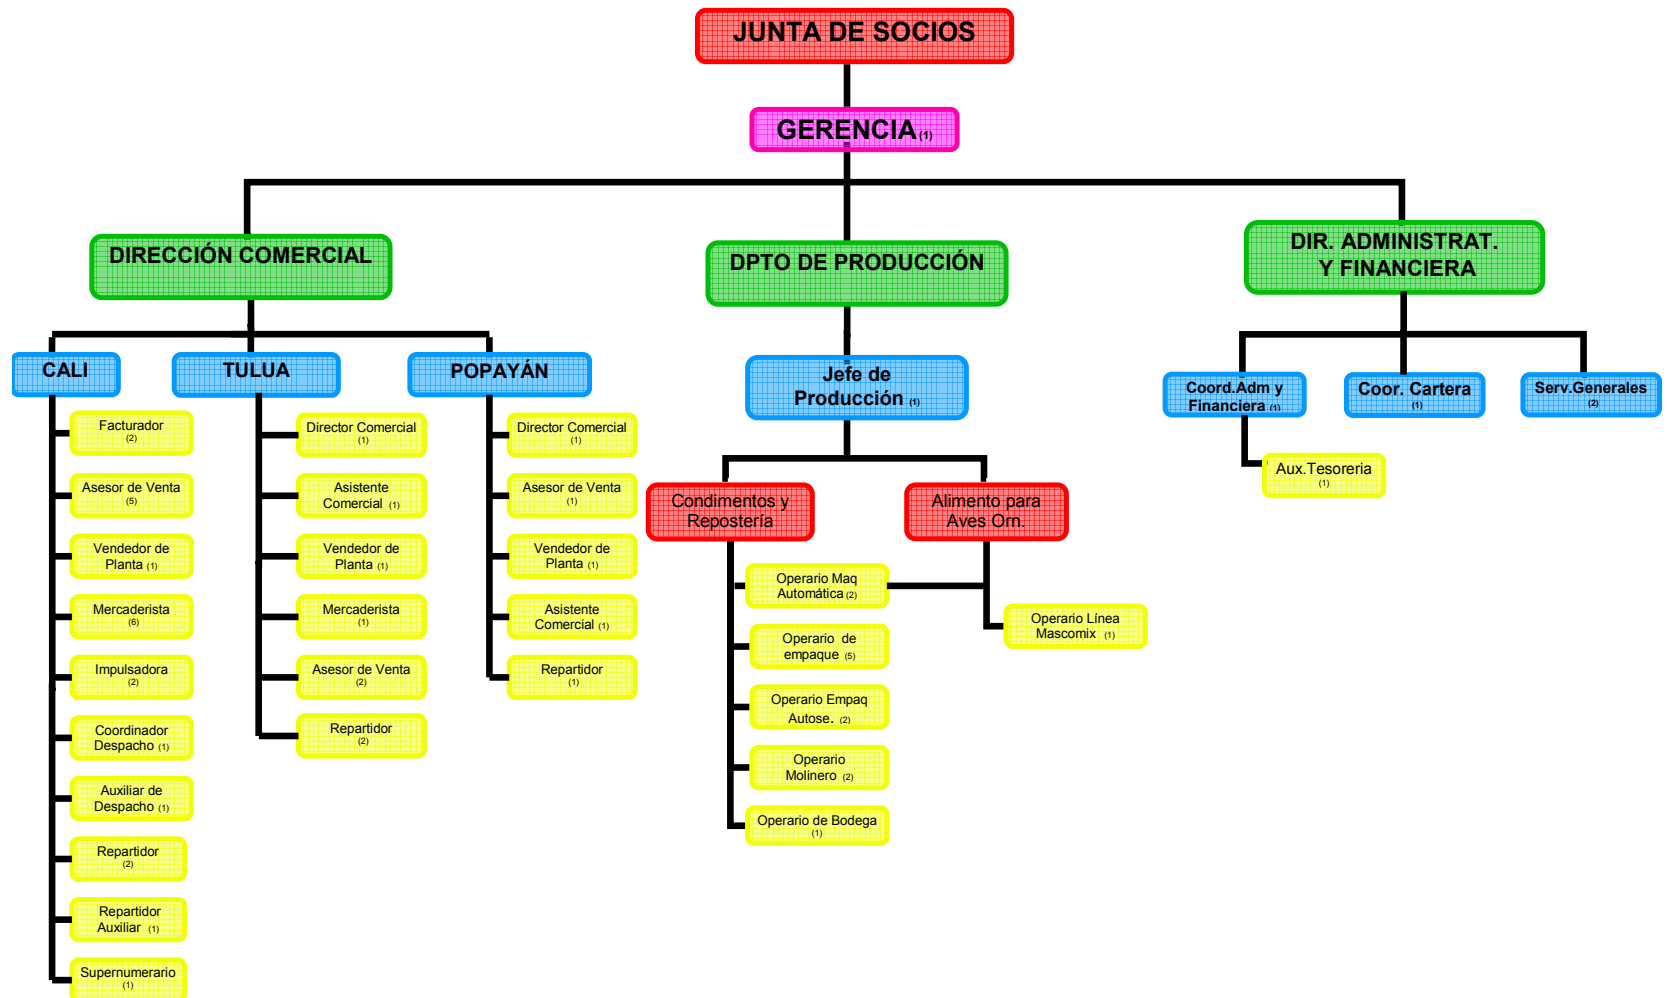 JUNTA DE SOCIOS
GERENCIA (1)
DIRECCIÓN COMERCIAL
DPTO DE PRODUCCIÓN
DIR. ADMINISTRAT.
Y FINANCIERA
CALI
TULUA
POPAYÁN
Jefe de
Producción (1)
Coord.Adm y
Financiera (1)
Coor. Cartera
(1)
Serv.Generales
(2)
Facturador
(2)
Asesor de Venta
(5)
Vendedor de
Planta (1)
Mercaderista
(6)
Impulsadora
(2)
Coordinador
Despacho (1)
Auxiliar de
Despacho (1)
Repartidor
(2)
Repartidor
Auxiliar (1)
Supernumerario
(1)
Director Comercial
(1)
Asistente
Comercial (1)
Vendedor de
Planta (1)
Mercaderista
(1)
Asesor de Venta
(2)
Repartidor
(2)
Director Comercial
(1)
Asesor de Venta
(1)
Vendedor de
Planta (1)
Asistente
Comercial (1)
Repartidor
(1)
Condimentos y
Repostería
Alimento para
Aves Orn.
Operario Maq
Automática (2)
Operario de
empaque (5)
Operario Empaq
Autose. (2)
Operario
Molinero (2)
Operario de Bodega
(1)
Operario Línea
Mascomix (1)
Aux.Tesoreria
(1)